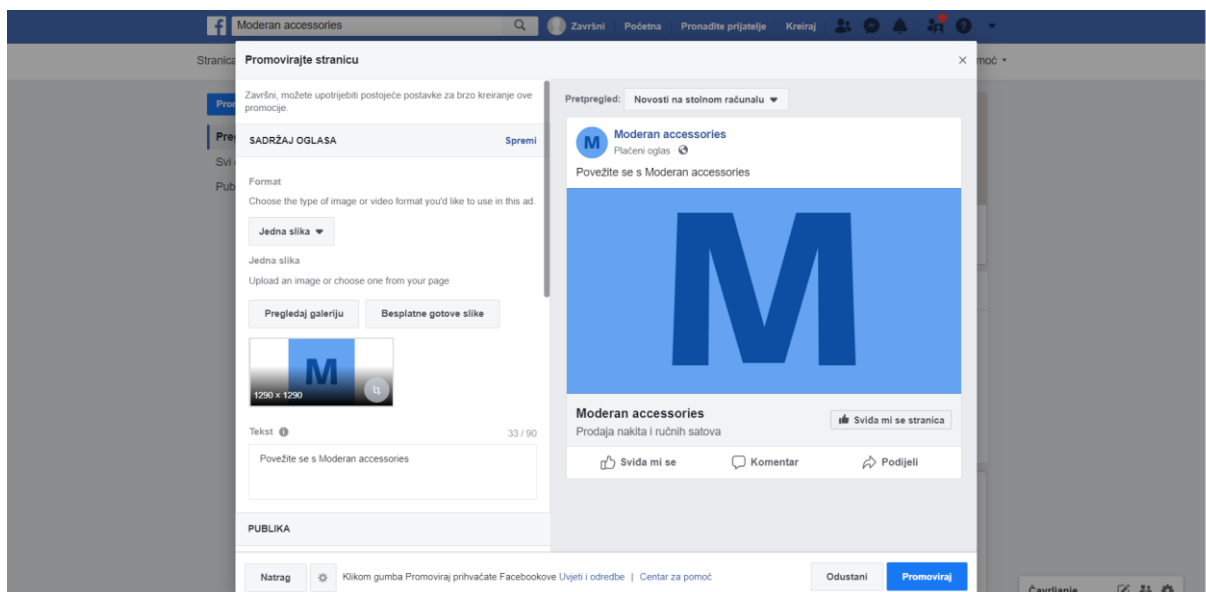 Moderan accessories
Završni Početna Pronađite prijatelje Kreiraj
Promovirajte stranicu
Završni, možete upotrijebiti postojeće postavke za brzo kreiranje ove
promocije.
SADRŽAJ OGLASA Spremi
Format
Choose the type of image or video format you'd like to use in this ad.
Jedna slika
Jedna slika
Upload an image or choose one from your page
Pregledaj galeriju Besplatne gotove slike
M
1290 × 1290
Tekst 33 / 90
Povežite se s Moderan accessories
PUBLIKA
Pretpregled: Novosti na stolnom računalu
M
Moderan accessories
Plaćeni oglas ·
Povežite se s Moderan accessories
M
Moderan accessories
Prodaja nakita i ručnih satova
Sviđa mi se stranica
Sviđa mi se Komentar Podijeli
Natrag Klikom gumba Promoviraj prihvaćate Facebookove Uvjeti i odredbe | Centar za pomoć
Odustani Promoviraj